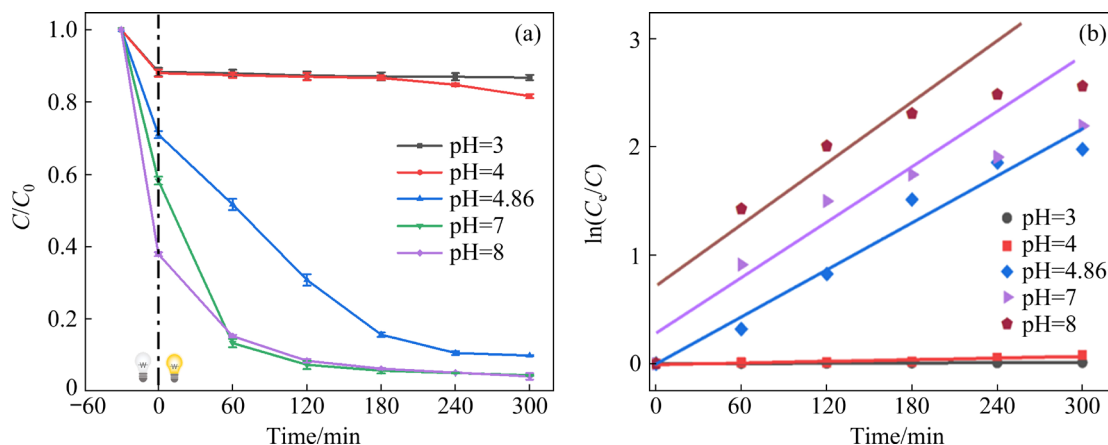 (a)
C/C0
1.0
0.8
0.6
0.4
0.2
0
pH=3
pH=4
pH=4.86
pH=7
pH=8
−60
0
60
120
180
240
300
Time/min
(b)
ln(Ce/C)
3
2
1
0
pH=3
pH=4
pH=4.86
pH=7
pH=8
0
60
120
180
240
300
Time/min